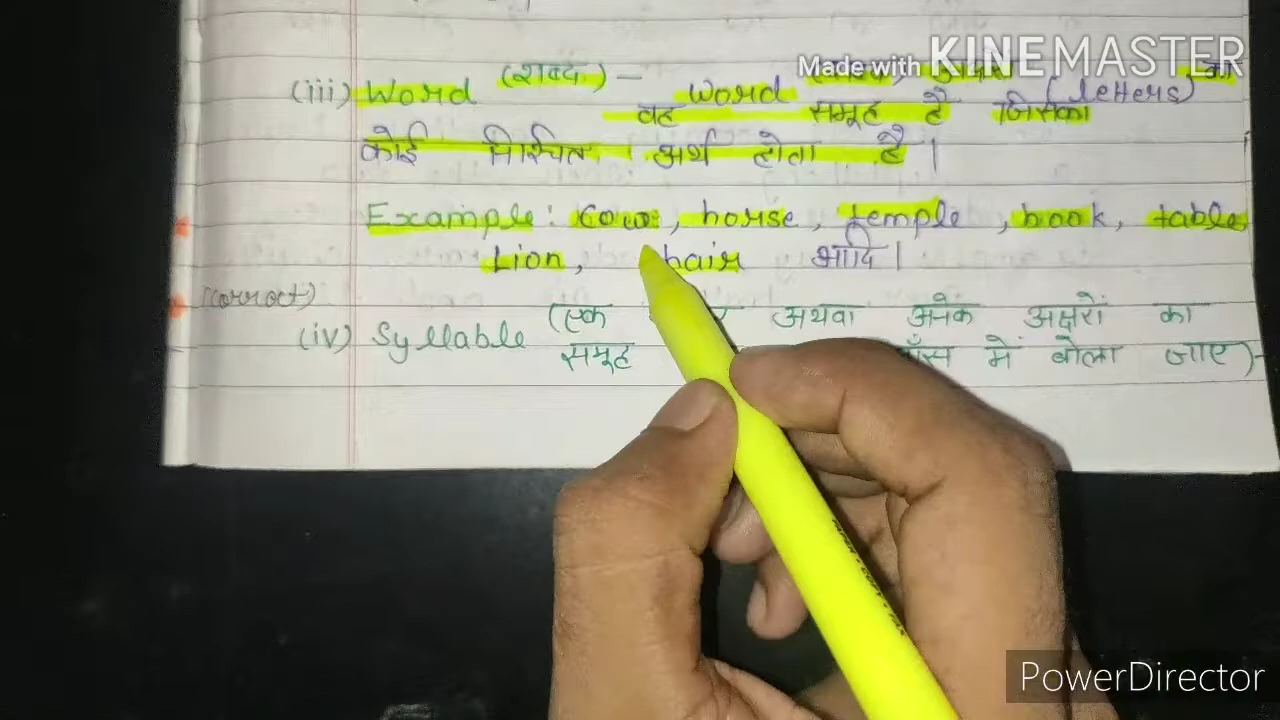 Made with KINEMASTER
(iii) Word (शब्द) – Word (letters) का
वह समूह है जिसका
कोई निश्चित अर्थ होता है।
Example: Cow, horse, temple, book, table
Lion, hair आदि।
(correct)
(iv) Syllable (एक अथवा अनेक अक्षरों का
समूह में बोला जाए)-
PowerDirector